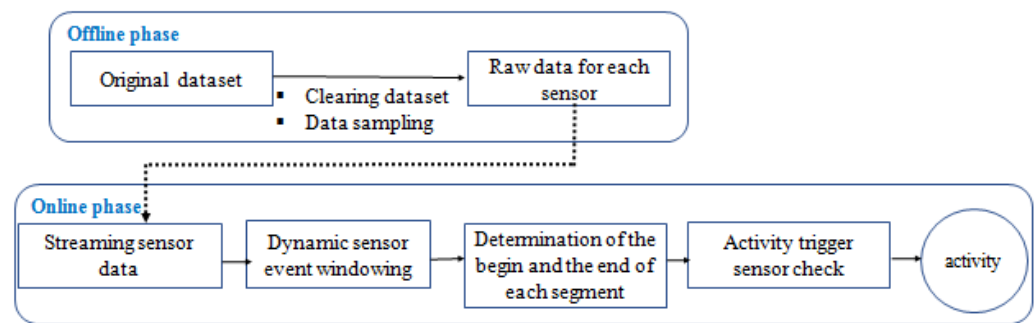 Offline phase
Original dataset
Raw data for each
sensor
▪ Clearing dataset
▪ Data sampling
Online phase
Streaming sensor
data
Dynamic sensor
event windowing
Determination of the
begin and the end of
each segment
Activity trigger
sensor check
activity